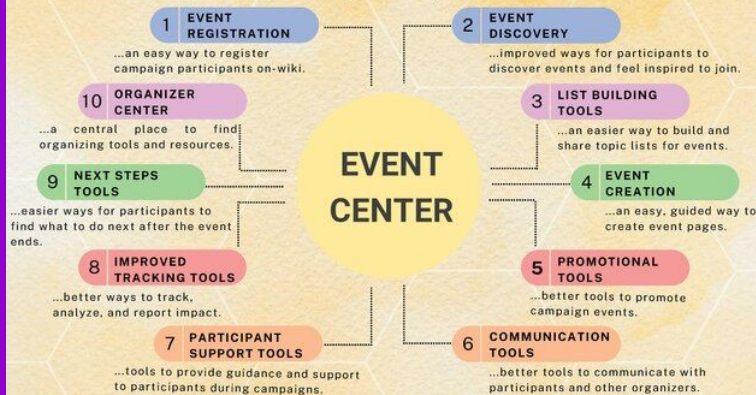 EVENT
CENTER
1 EVENT
REGISTRATION
...an easy way to register
campaign participants on-wiki.
2 EVENT
DISCOVERY
...improved ways for participants to
discover events and feel inspired to join.
3 LIST BUILDING
TOOLS
...an easier way to build and
share topic lists for events.
4 EVENT
CREATION
...an easy, guided way to
create event pages.
5 PROMOTIONAL
TOOLS
...better tools to promote
campaign events.
6 COMMUNICATION
TOOLS
...better tools to communicate with
participants and other organizers.
7 PARTICIPANT
SUPPORT TOOLS
...tools to provide guidance and support
to participants during campaigns.
8 IMPROVED
TRACKING TOOLS
...better ways to track,
analyze, and report impact.
9 NEXT STEPS
TOOLS
...easier ways for participants to
find what to do next after the event
ends.
10 ORGANIZER
CENTER
...a central place to find
organizing tools and resources.